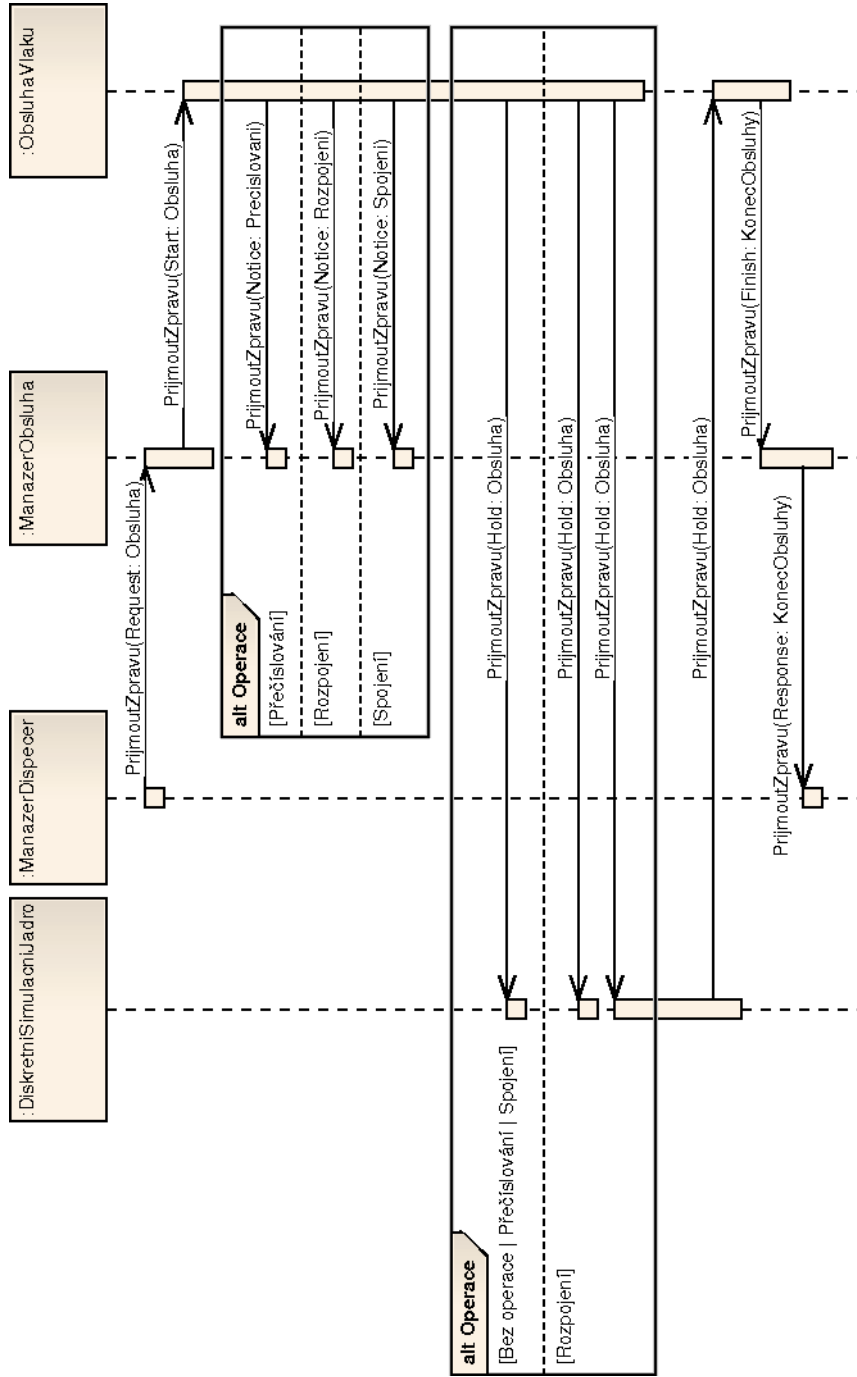 :DiskretniSimulacniJadro
:ManazerDispecer
:ManazerObsluha
:ObsluhaVlaku
PrijmoutZpravu(Request: Obsluha)
PrijmoutZpravu(Start: Obsluha)
alt Operace
[Přečíslování]
PrijmoutZpravu(Notice: Precislovani)
[Rozpojení]
PrijmoutZpravu(Notice: Rozpojeni)
[Spojení]
PrijmoutZpravu(Notice: Spojeni)
alt Operace
[Bez operace | Přečíslování | Spojení]
PrijmoutZpravu(Hold: Obsluha)
[Rozpojení]
PrijmoutZpravu(Hold: Obsluha)
PrijmoutZpravu(Hold: Obsluha)
PrijmoutZpravu(Hold: Obsluha)
PrijmoutZpravu(Finish: KonecObsluhy)
PrijmoutZpravu(Response: KonecObsluhy)